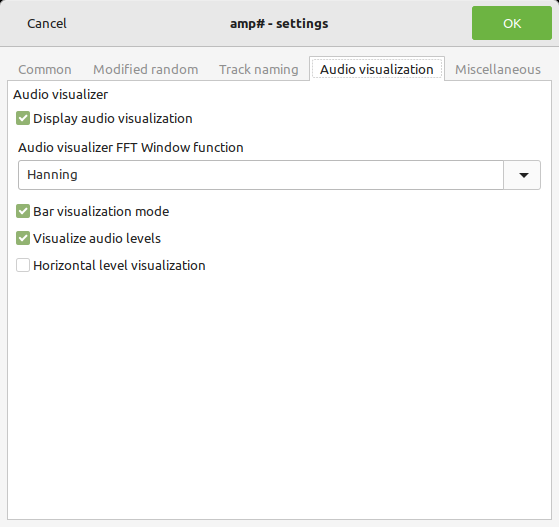 Cancel amp# - settings OK
Common Modified random Track naming Audio visualization Miscellaneous
Audio visualizer
Display audio visualization
Audio visualizer FFT Window function
Hanning
Bar visualization mode
Visualize audio levels
Horizontal level visualization